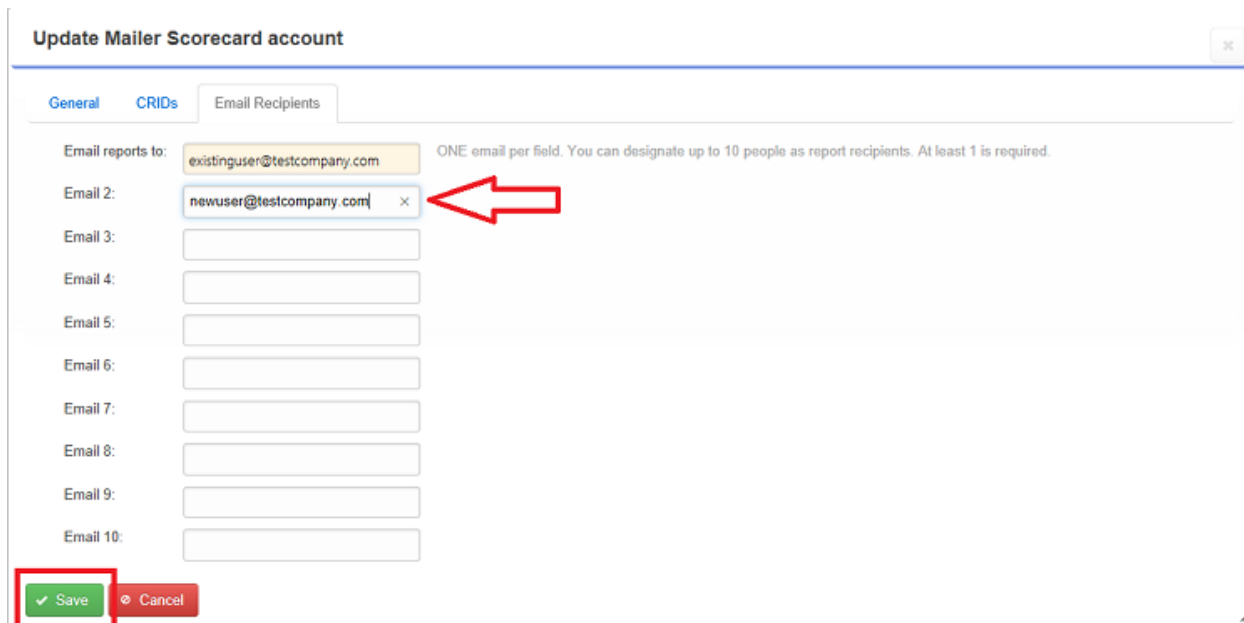 Update Mailer Scorecard account
General CRIDs Email Recipients
Email reports to: existinguser@testcompany.com ONE email per field. You can designate up to 10 people as report recipients. At least 1 is required.
Email 2: newuser@testcompany.com ×
Email 3:
Email 4:
Email 5:
Email 6:
Email 7:
Email 8:
Email 9:
Email 10:
Save Cancel